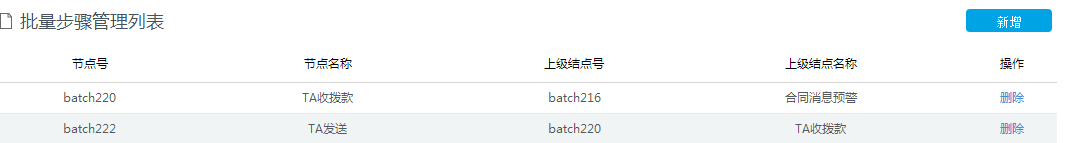 批量步骤管理列表 新增
节点号 节点名称 上级结点号 上级结点名称 操作
batch220 TA收拨款 batch216 合同消息预警 删除
batch222 TA发送 batch220 TA收拨款 删除